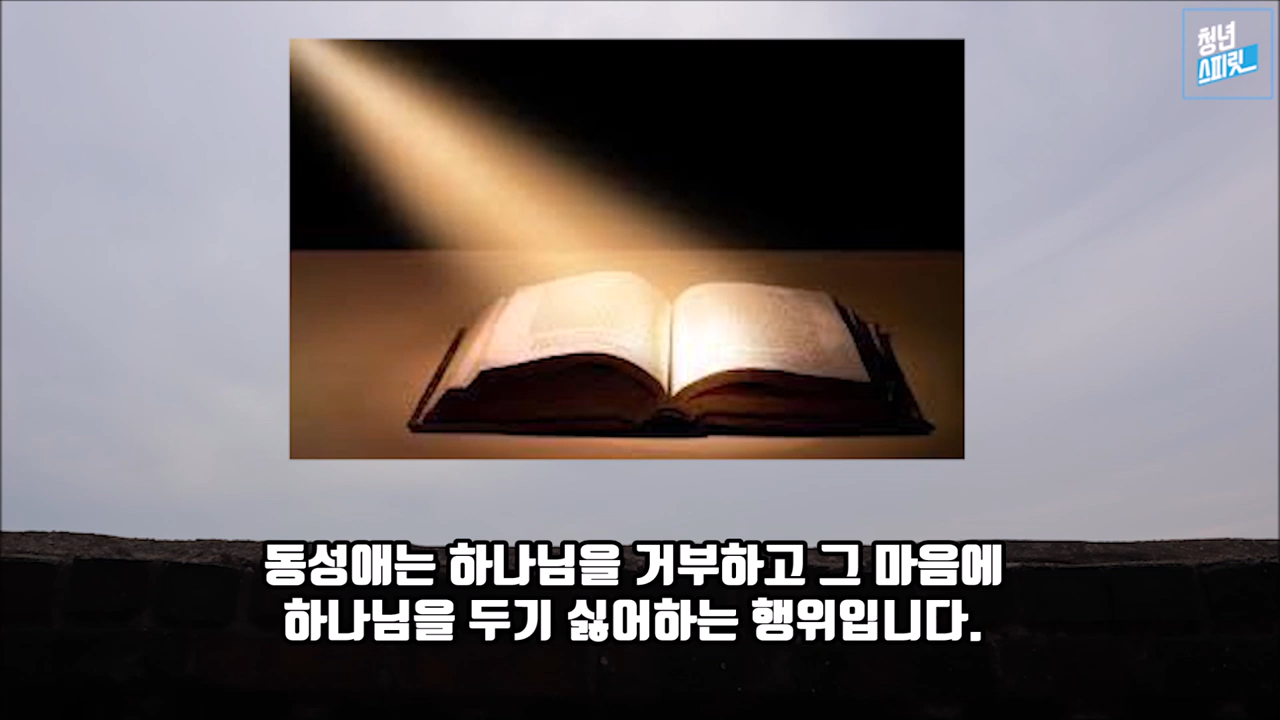 청년
스피릿
동성애는 하나님을 거부하고 그 마음에
하나님을 두기 싫어하는 행위입니다.